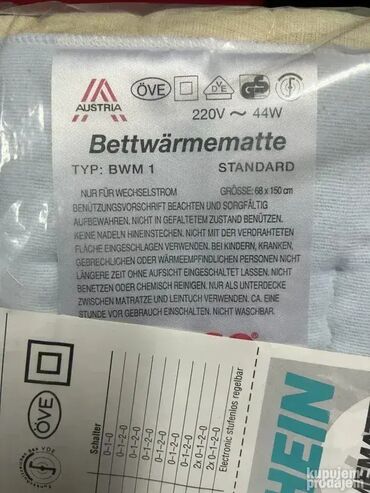 AUSTRIA
ÖVE
VDE
GS
220V ~ 44W
Bettwärmematte
TYP: BWM 1 STANDARD
NUR FÜR WECHSELSTROM GRÖSSE: 68 x 150 cm
BENÜTZUNGSVORSCHRIFT BEACHTEN UND SORGFÄLTIG
AUFBEWAHREN. NICHT IN GEFALTETEM ZUSTAND BENÜTZEN.
KEINE NADELN HINEINSTECHEN. NICHT MIT DER VERDRAHTETEN
FLÄCHE EINGESCHLAGEN VERWENDEN. BEI KINDERN, KRANKEN,
GEBRECHLICHEN ODER WÄRMEEMPFINDLICHEN PERSONEN NICHT
LÄNGERE ZEIT OHNE AUFSICHT EINGESCHALTET LASSEN. NICHT
BENETZEN ODER CHEMISCH REINIGEN. NUR ALS UNTERDECKE
ZWISCHEN MATRATZE UND LEINTUCH VERWENDEN. CA. EINE
STUNDE VOR GEBRAUCH EINSCHALTEN. NICHT WASCHBAR.
ÖVE
Schalter
0-1-0
0-1-2-0
0-1-2-0
0-1-2-0
0-1-2-0
2x 0-1-2-0
2x 0-1-2-0
Electronic stufenlos regelbar
HEIN
kupujem
prodajem